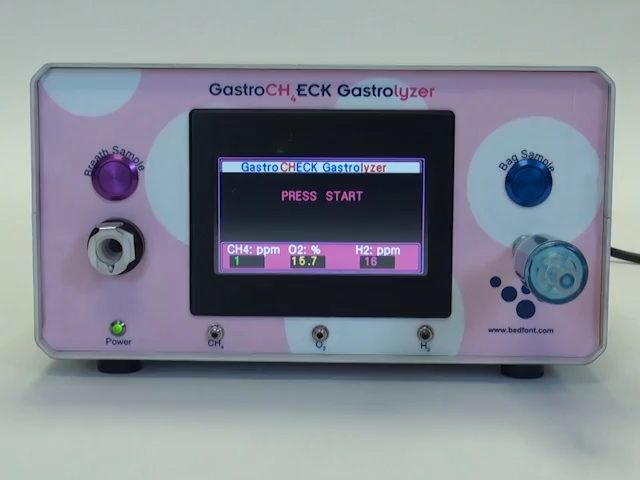 GastroCH₄ECK Gastrolyzer
Breath Sample
Bag Sample
GastroCHECK Gastrolyzer
PRESS START
CH4: ppm O2: % H2: ppm
1 15.7 16
Power
CH₄
O₂
H₂
www.bedfont.com